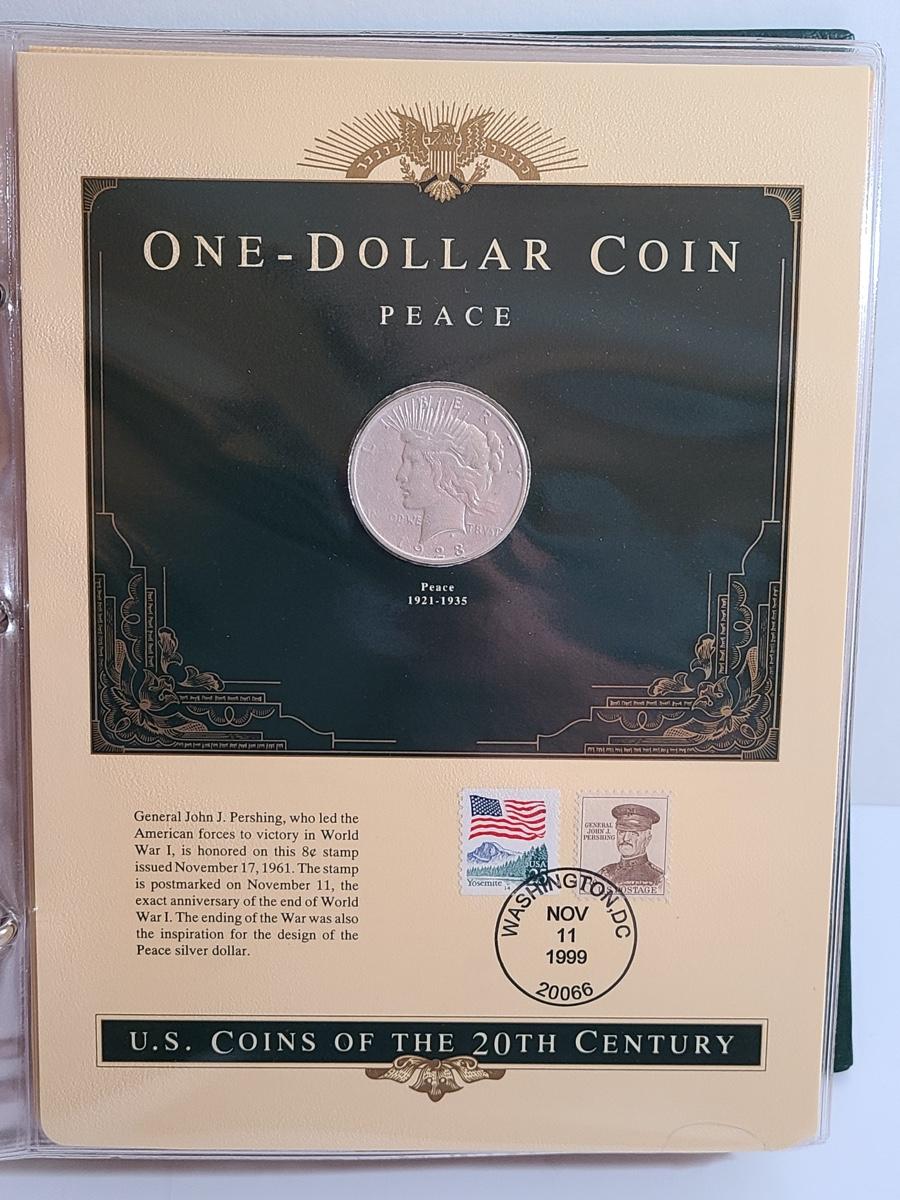 ONE-DOLLAR COIN
PEACE
LIBERTY
TRVST
1928
Peace
1921-1935
General John J. Pershing, who led the
American forces to victory in World
War I, is honored on this 8¢ stamp
issued November 17, 1961. The stamp
is postmarked on November 11, the
exact anniversary of the end of World
War I. The ending of the War was also
the inspiration for the design of the
Peace silver dollar.
USA
25
Yosemite
GENERAL
JOHN J.
PERSHING
U.S. POSTAGE
WASHINGTON, DC
NOV
11
1999
20066
U.S. COINS OF THE 20TH CENTURY